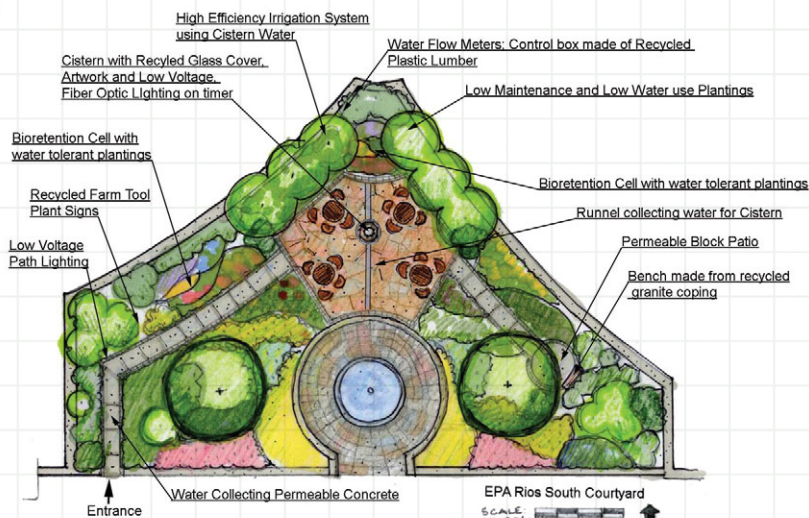 High Efficiency Irrigation System
using Cistern Water
Cistern with Recyled Glass Cover,
Artwork and Low Voltage,
Fiber Optic LIghting on timer
Water Flow Meters: Control box made of Recycled
Plastic Lumber
Low Maintenance and Low Water use Plantings
Bioretention Cell with
water tolerant plantings
Recycled Farm Tool
Plant Signs
Low Voltage
Path Lighting
Bioretention Cell with water tolerant plantings
Runnel collecting water for Cistern
Permeable Block Patio
Bench made from recycled
granite coping
Water Collecting Permeable Concrete
Entrance
EPA Rios South Courtyard
SCALE: